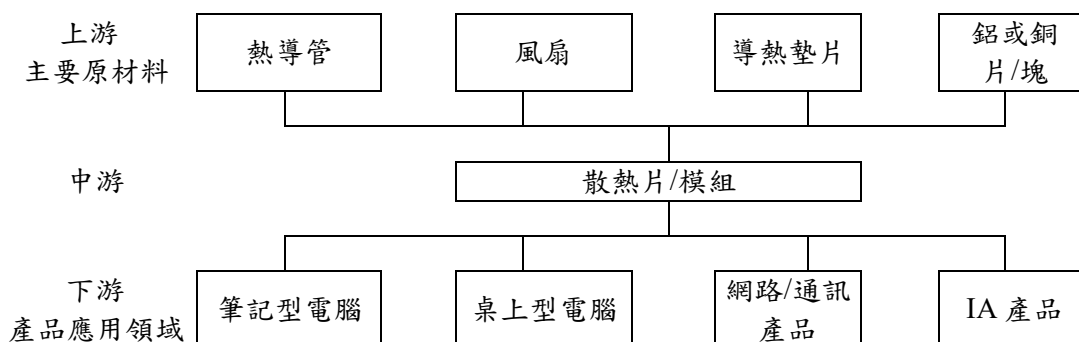 上游
主要原材料
熱導管
風扇
導熱墊片
鋁或銅
片/塊
中游
散熱片/模組
下游
產品應用領域
筆記型電腦
桌上型電腦
網路/通訊
產品
IA 產品